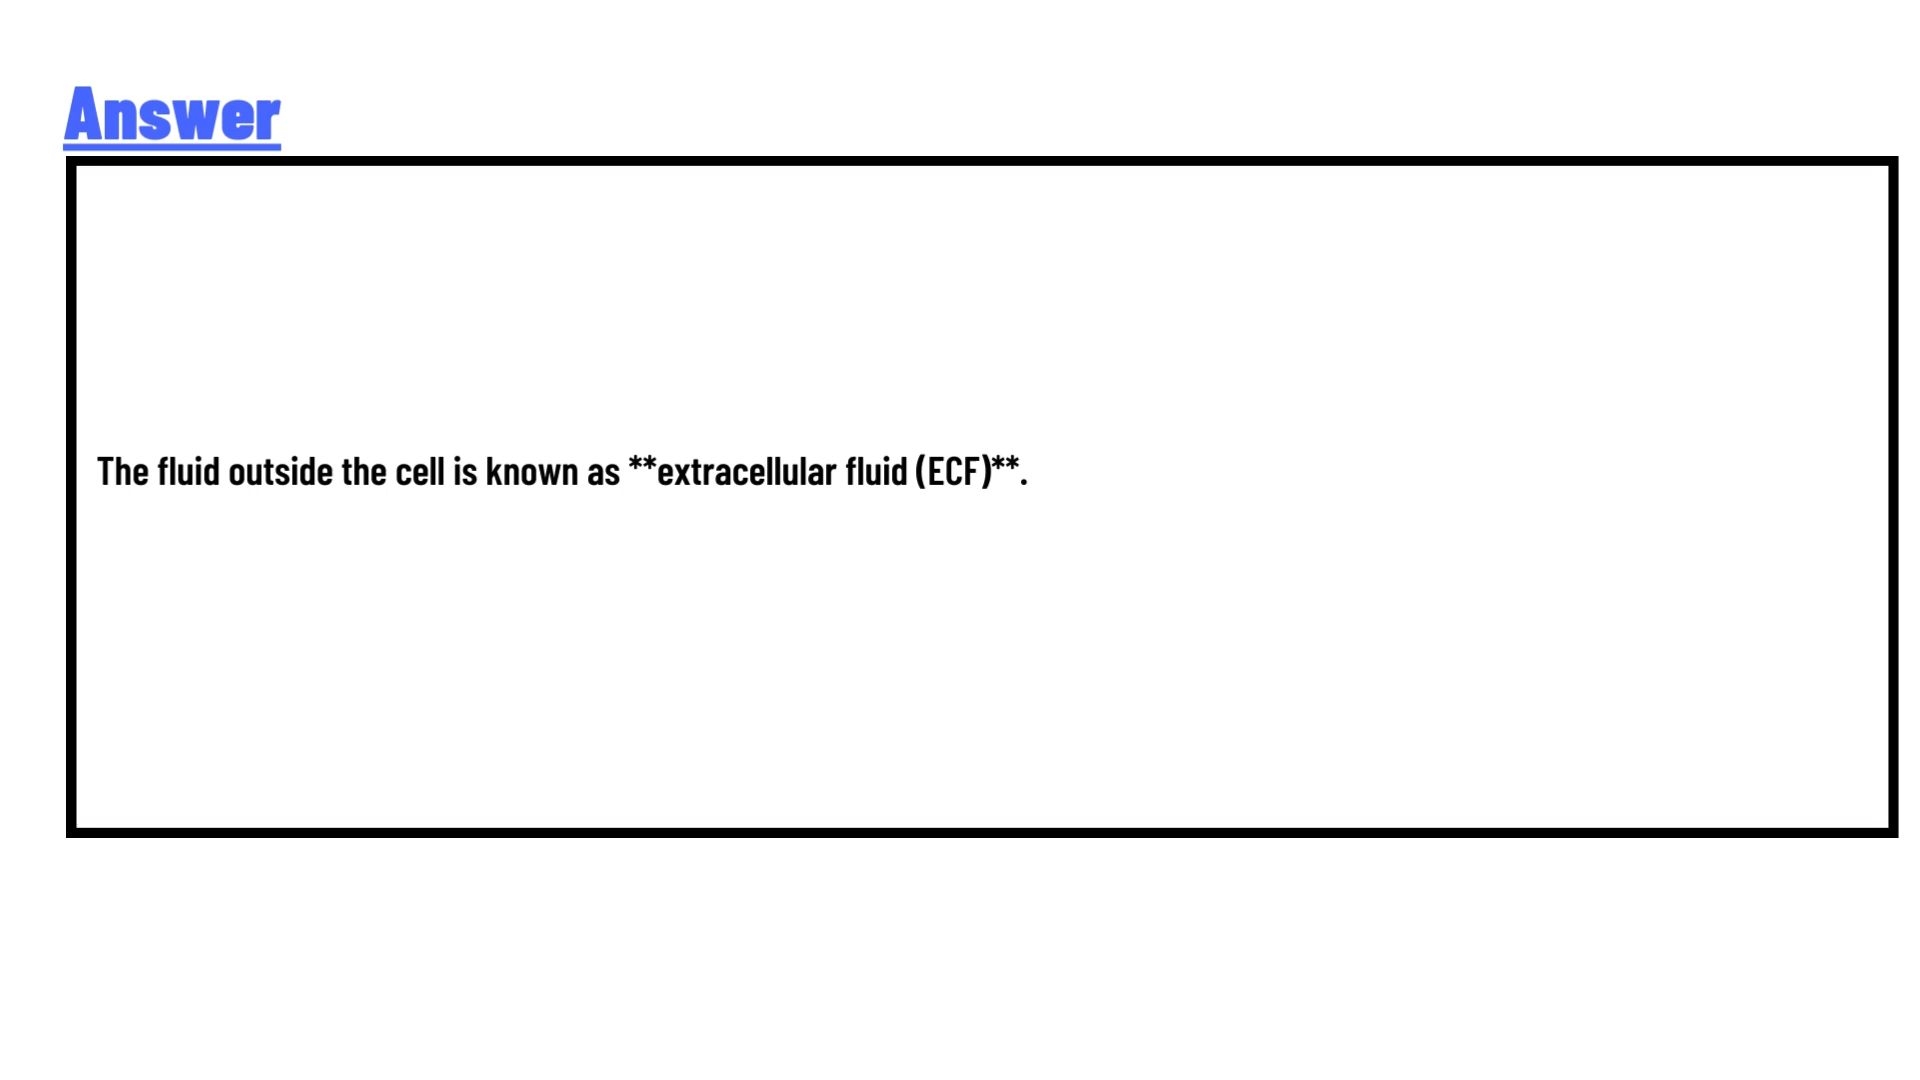 Answer
The fluid outside the cell is known as **extracellular fluid (ECF)**.